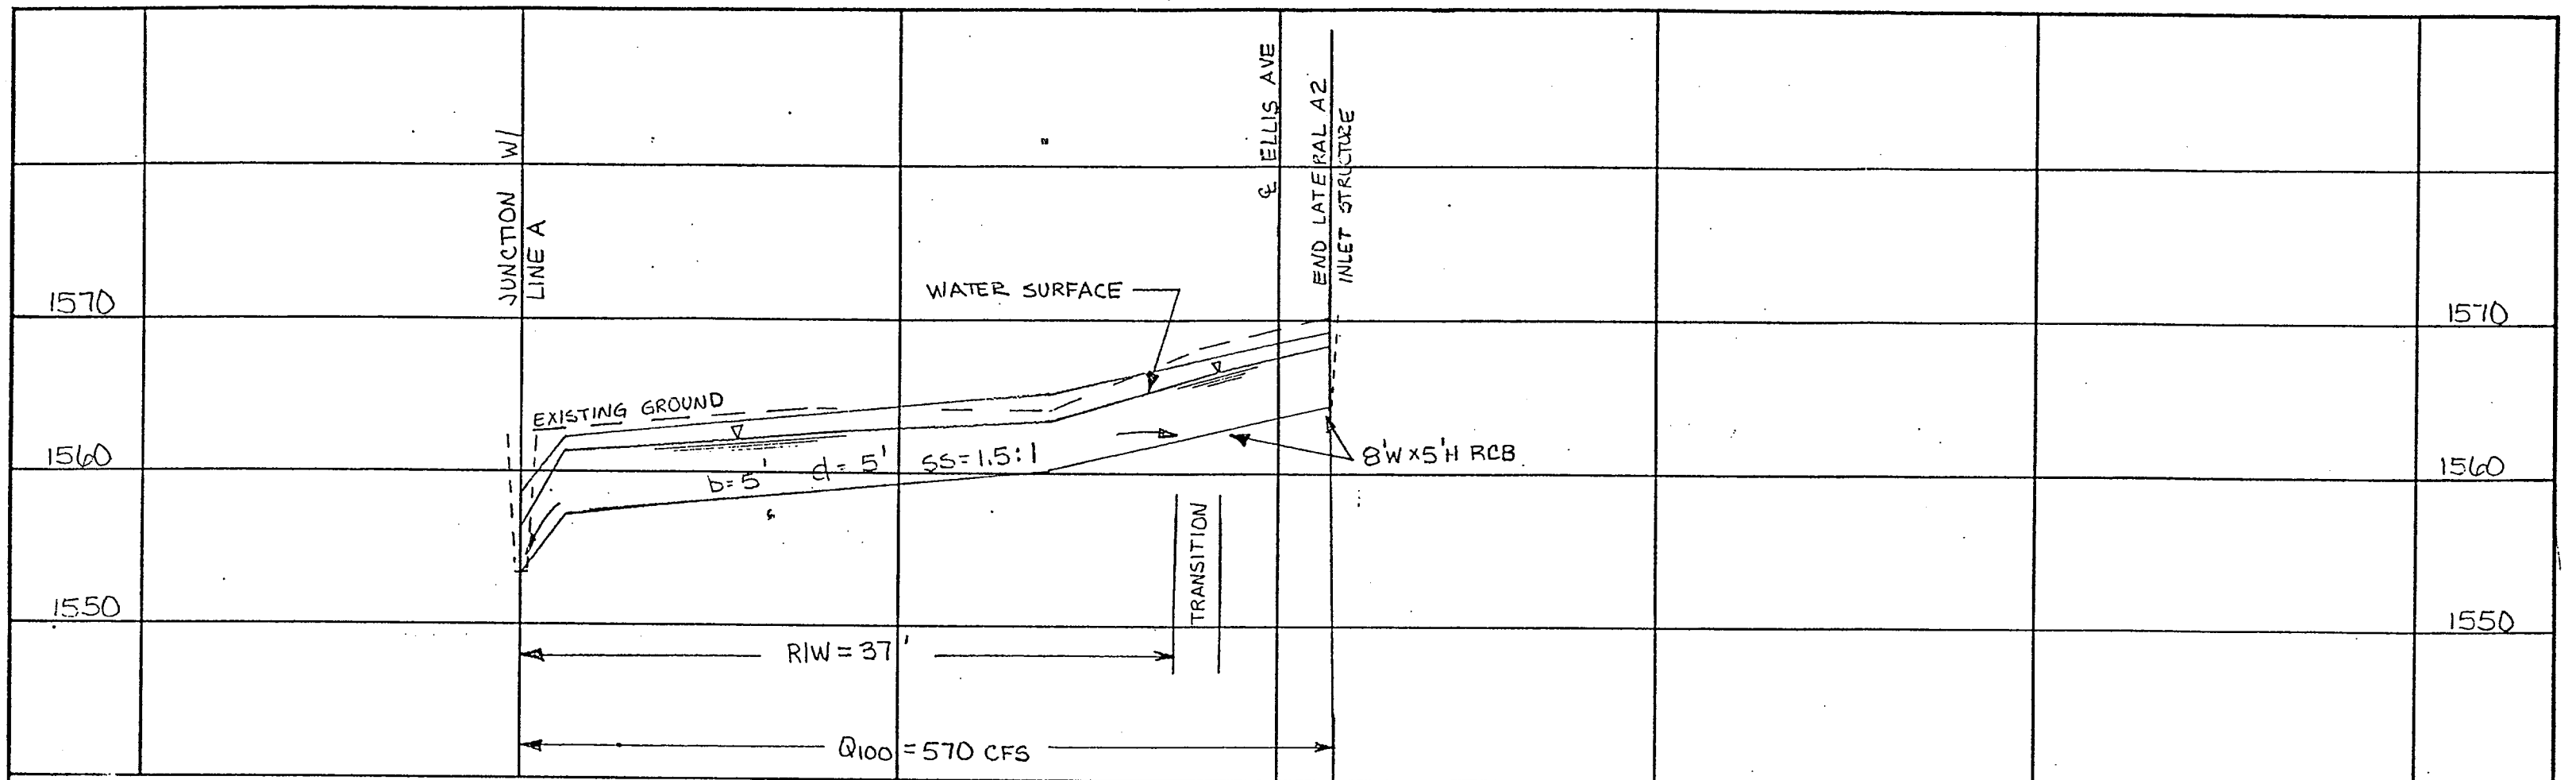 JUNCTION W/
LINE A
℄ ELLIS AVE
END LATERAL A2
INLET STRUCTURE
WATER SURFACE
1570
1570
EXISTING GROUND
1560
b=5' d=5' SS=1.5:1
8'W×5'H RCB
1560
TRANSITION
1550
1550
R/W = 37'
Q100 = 570 CFS